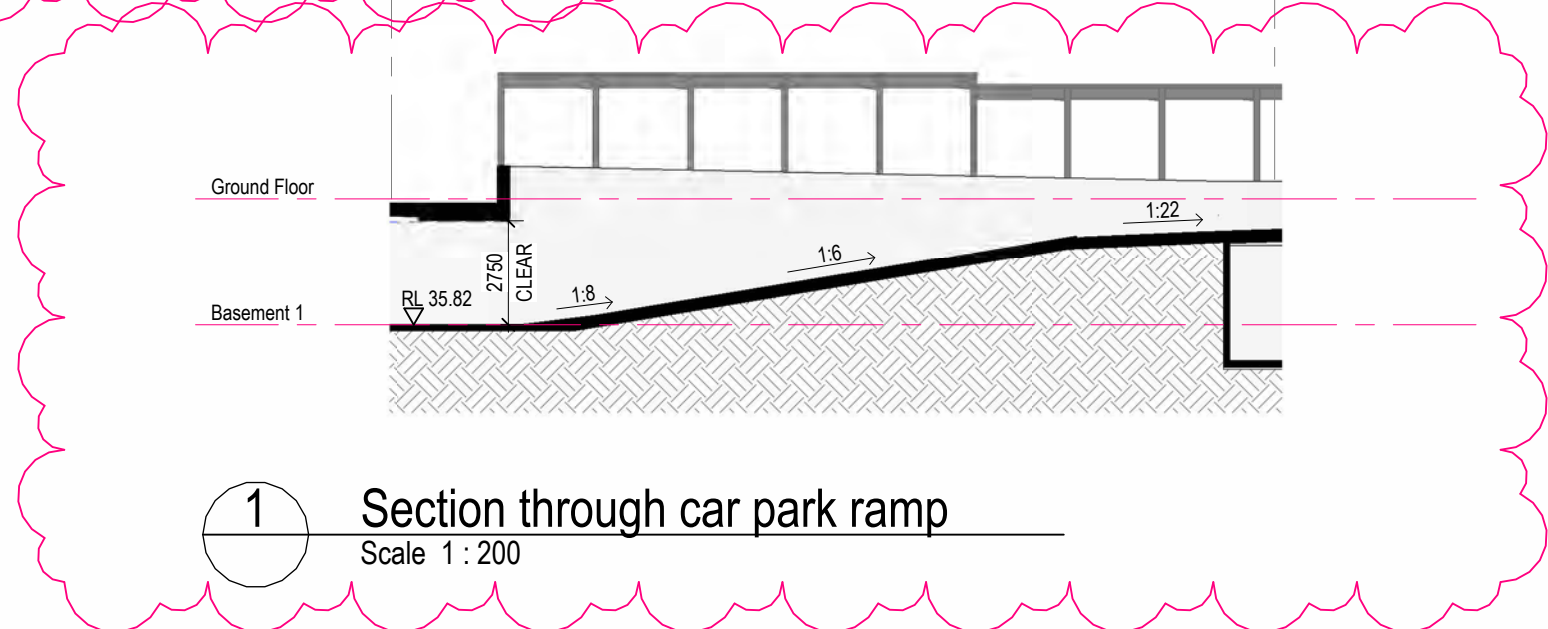 Ground Floor
1:22
1:6
2750
CLEAR
1:8
RL 35.82
Basement 1
1
Section through car park ramp
Scale 1 : 200